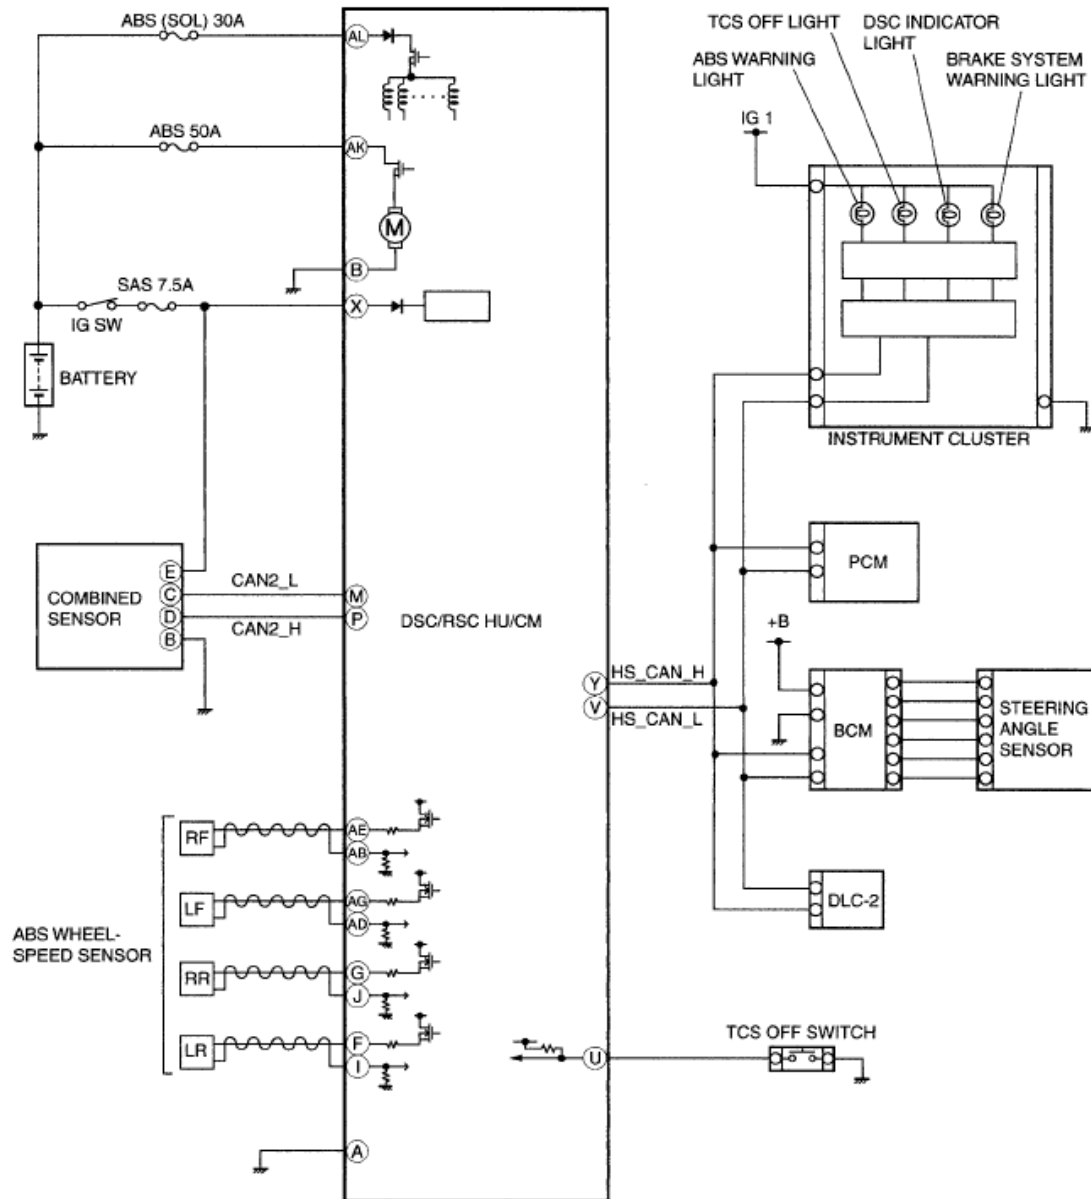 ABS (SOL) 30A
AL
ABS 50A
AK
M
B
SAS 7.5A
IG SW
X
BATTERY
COMBINED
SENSOR
E
C
D
B
CAN2_L
CAN2_H
M
P
DSC/RSC HU/CM
Y
V
HS_CAN_H
HS_CAN_L
ABS WHEEL-
SPEED SENSOR
RF
AE
AB
LF
AG
AD
RR
G
J
LR
F
I
A
U
TCS OFF LIGHT
DSC INDICATOR
LIGHT
ABS WARNING
LIGHT
BRAKE SYSTEM
WARNING LIGHT
IG 1
INSTRUMENT CLUSTER
PCM
+B
BCM
STEERING
ANGLE
SENSOR
DLC-2
TCS OFF SWITCH